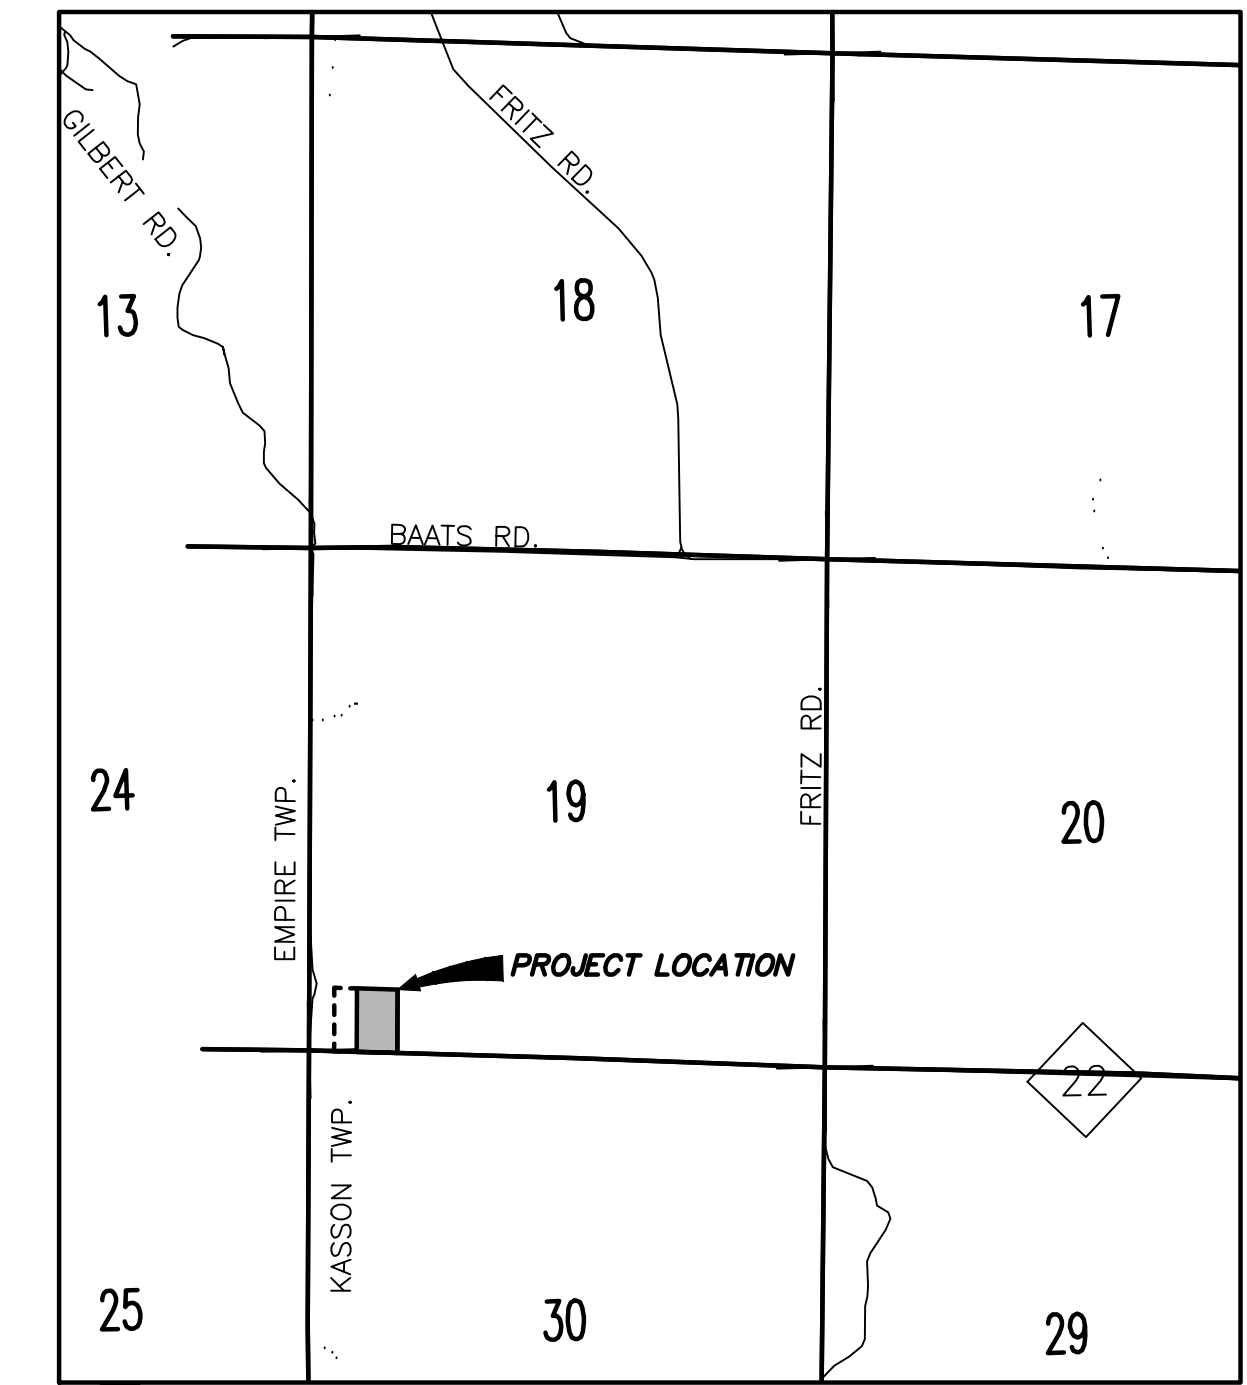 GILBERT RD.
FRITZ RD.
13
18
17
BAATS RD.
FRITZ RD.
24
19
20
EMPIRE TWP.
PROJECT LOCATION
22
KASSON TWP.
25
30
29